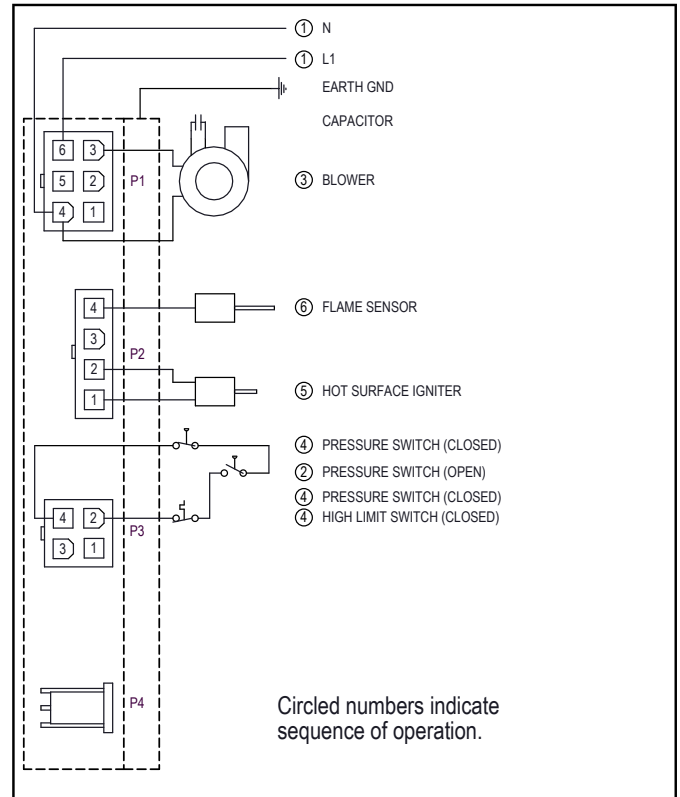 ① N
① L1
EARTH GND
CAPACITOR
6 3
5 2 P1
③ BLOWER
4 1
4
⑥ FLAME SENSOR
3
P2
2
⑤ HOT SURFACE IGNITER
1
④ PRESSURE SWITCH (CLOSED)
② PRESSURE SWITCH (OPEN)
④ PRESSURE SWITCH (CLOSED)
④ HIGH LIMIT SWITCH (CLOSED)
4 2
P3
3 1
P4
Circled numbers indicate
sequence of operation.